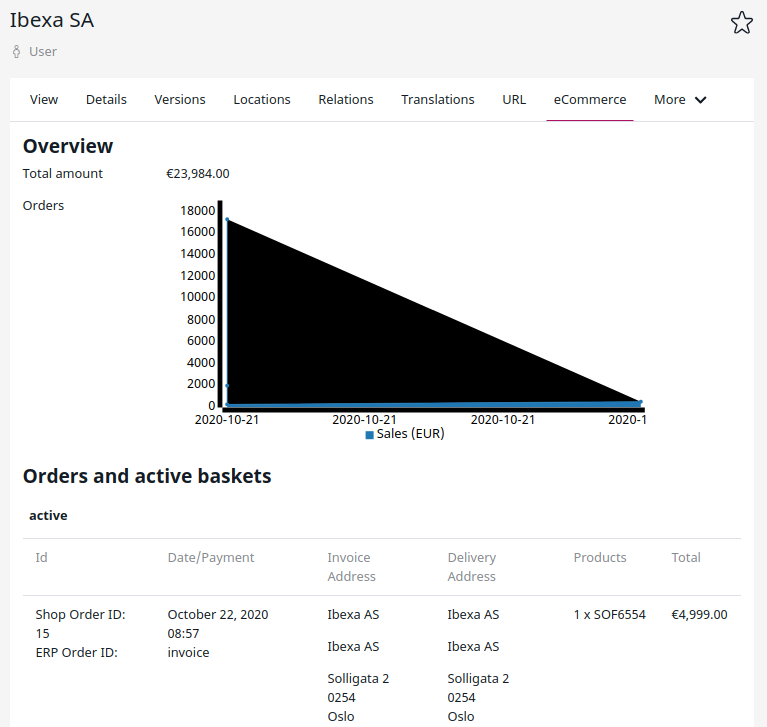 Ibexa SA
User
View Details Versions Locations Relations Translations URL eCommerce More
Overview
Total amount €23,984.00
Orders
18000
16000
14000
12000
10000
8000
6000
4000
2000
0
2020-10-21 2020-10-21 2020-10-21 2020-1
Sales (EUR)
Orders and active baskets
active
Id Date/Payment Invoice Address Delivery Address Products Total
Shop Order ID: October 22, 2020 Ibexa AS Ibexa AS 1 x SOF6554 €4,999.00
15 08:57
ERP Order ID: invoice Ibexa AS Ibexa AS
Solligata 2 Solligata 2
0254 0254
Oslo Oslo